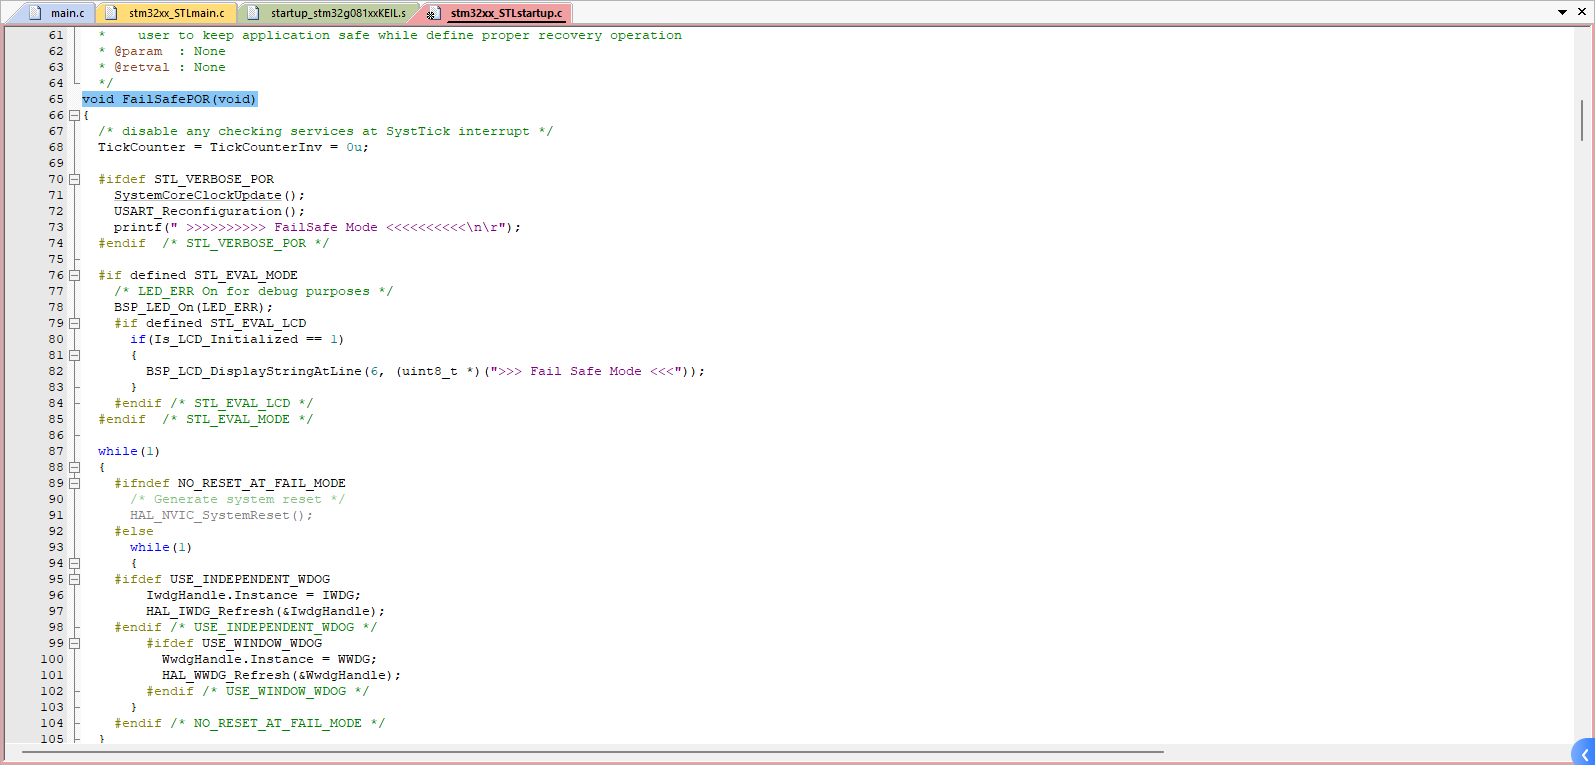 main.c stm32xx_STLmain.c startup_stm32g081xxKEIL.s stm32xx_STLstartup.c
61 * user to keep application safe while define proper recovery operation
62 * @param : None
63 * @retval : None
64 */
65 void FailSafePOR(void)
66 {
67 /* disable any checking services at SystTick interrupt */
68 TickCounter = TickCounterInv = 0u;
69
70 #ifdef STL_VERBOSE_POR
71 SystemCoreClockUpdate();
72 USART_Reconfiguration();
73 printf(" >>>>>>>>>> FailSafe Mode <<<<<<<<<<\n\r");
74 #endif /* STL_VERBOSE_POR */
75
76 #if defined STL_EVAL_MODE
77 /* LED_ERR On for debug purposes */
78 BSP_LED_On(LED_ERR);
79 #if defined STL_EVAL_LCD
80 if(Is_LCD_Initialized == 1)
81 {
82 BSP_LCD_DisplayStringAtLine(6, (uint8_t *)(">>> Fail Safe Mode <<<"));
83 }
84 #endif /* STL_EVAL_LCD */
85 #endif /* STL_EVAL_MODE */
86
87 while(1)
88 {
89 #ifndef NO_RESET_AT_FAIL_MODE
90 /* Generate system reset */
91 HAL_NVIC_SystemReset();
92 #else
93 while(1)
94 {
95 #ifdef USE_INDEPENDENT_WDOG
96 IwdgHandle.Instance = IWDG;
97 HAL_IWDG_Refresh(&IwdgHandle);
98 #endif /* USE_INDEPENDENT_WDOG */
99 #ifdef USE_WINDOW_WDOG
100 WwdgHandle.Instance = WWDG;
101 HAL_WWDG_Refresh(&WwdgHandle);
102 #endif /* USE_WINDOW_WDOG */
103 }
104 #endif /* NO_RESET_AT_FAIL_MODE */
105 }